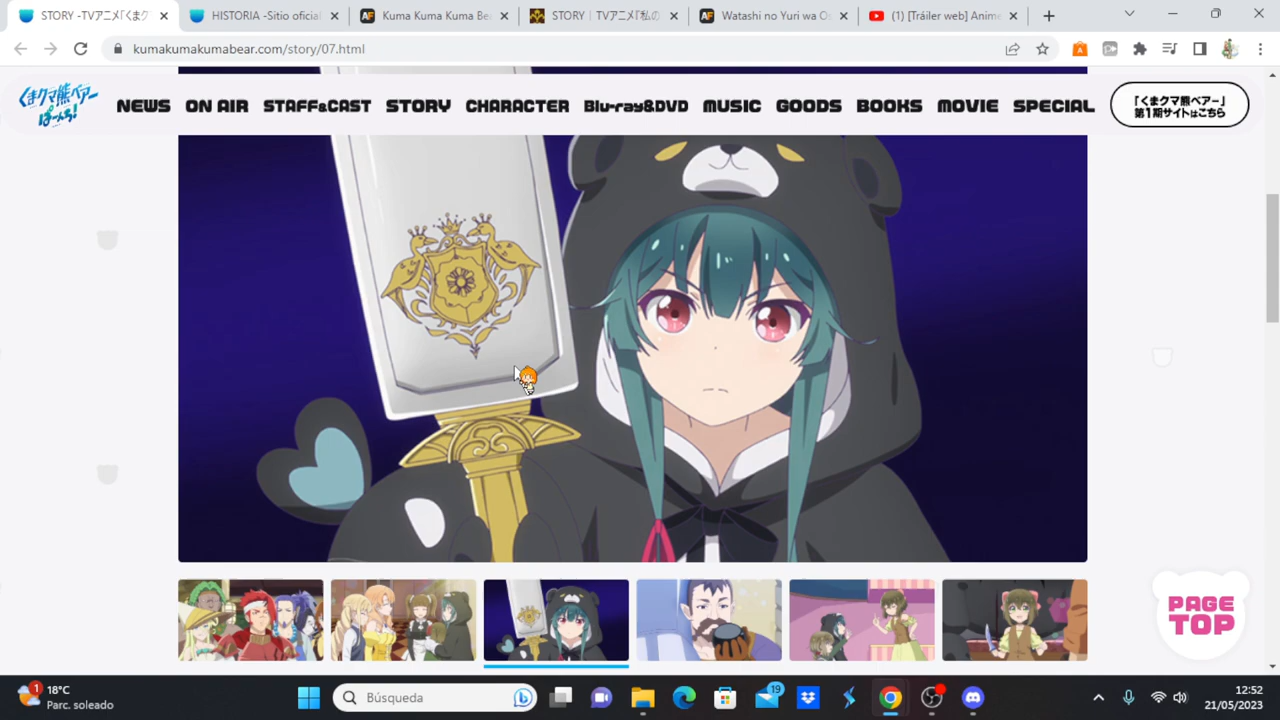 STORY -TVアニメ「くまク
HISTORIA -Sitio oficial
Kuma Kuma Kuma Be
STORY | TVアニメ「私の
Watashi no Yuri wa O
(1) [Tráiler web] Anime
kumakumakumabear.com/story/07.html
くまクマ熊ベアー
ぱーんち!
NEWS
ON AIR
STAFF&CAST
STORY
CHARACTER
Blu-ray&DVD
MUSIC
GOODS
BOOKS
MOVIE
SPECIAL
「くまクマ熊ベアー」
第1期サイトはこちら
PAGE
TOP
1
18°C
Parc. soleado
Búsqueda
19
12:52
21/05/2023